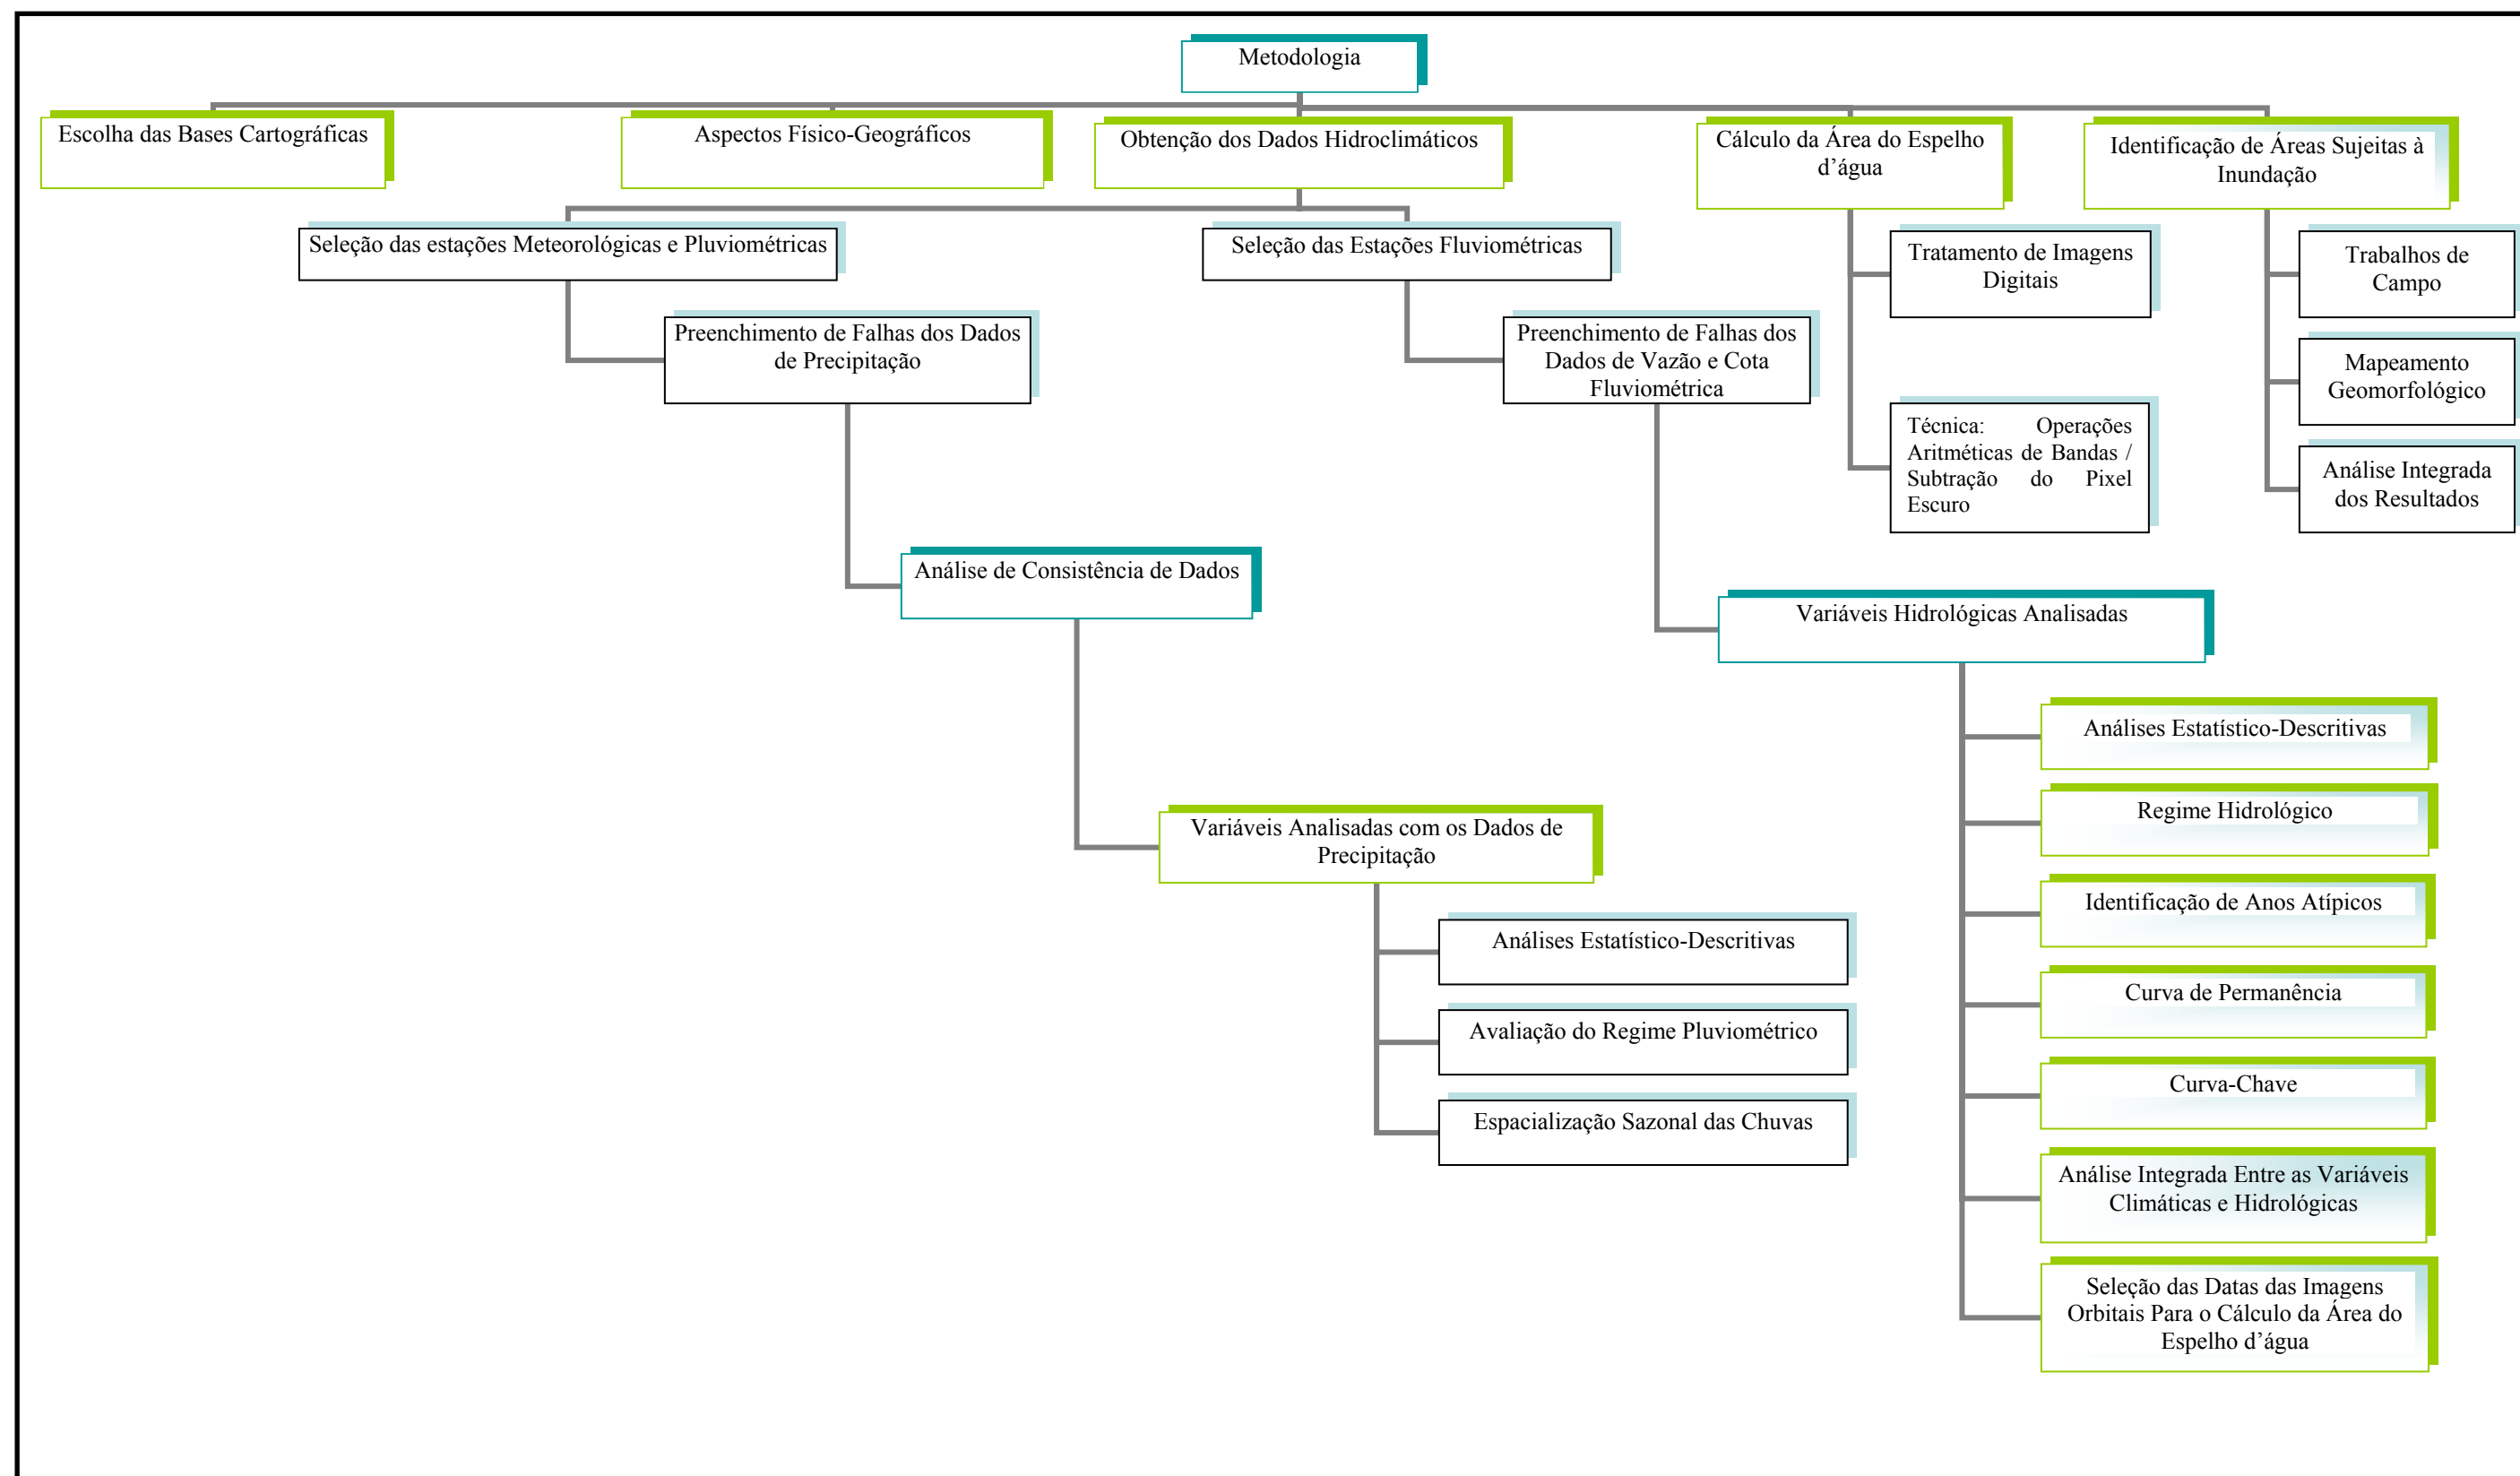 Metodologia
Escolha das Bases Cartográficas
Aspectos Físico-Geográficos
Obtenção dos Dados Hidroclimáticos
Cálculo da Área do Espelho
d’água
Identificação de Áreas Sujeitas à
Inundação
Seleção das estações Meteorológicas e Pluviométricas
Seleção das Estações Fluviométricas
Tratamento de Imagens
Digitais
Trabalhos de
Campo
Preenchimento de Falhas dos Dados
de Precipitação
Preenchimento de Falhas dos
Dados de Vazão e Cota
Fluviométrica
Mapeamento
Geomorfológico
Técnica: Operações
Aritméticas de Bandas /
Subtração do Pixel
Escuro
Análise Integrada
dos Resultados
Análise de Consistência de Dados
Variáveis Hidrológicas Analisadas
Variáveis Analisadas com os Dados de
Precipitação
Análises Estatístico-Descritivas
Avaliação do Regime Pluviométrico
Espacialização Sazonal das Chuvas
Análises Estatístico-Descritivas
Regime Hidrológico
Identificação de Anos Atípicos
Curva de Permanência
Curva-Chave
Análise Integrada Entre as Variáveis
Climáticas e Hidrológicas
Seleção das Datas das Imagens
Orbitais Para o Cálculo da Área do
Espelho d’água